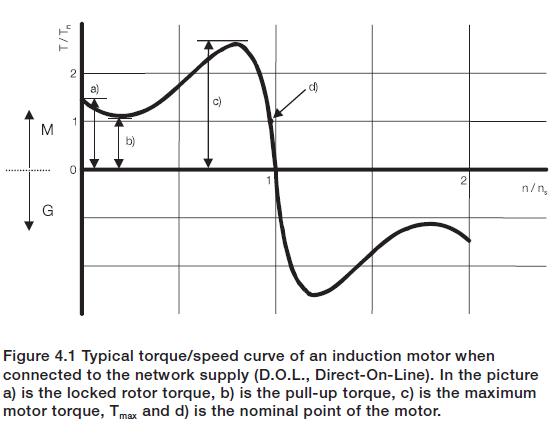 T / Tn
2
a)
c)
d)
1
M
b)
0
1
2
n / ns
G
Figure 4.1 Typical torque/speed curve of an induction motor when
connected to the network supply (D.O.L., Direct-On-Line). In the picture
a) is the locked rotor torque, b) is the pull-up torque, c) is the maximum
motor torque, Tmax and d) is the nominal point of the motor.